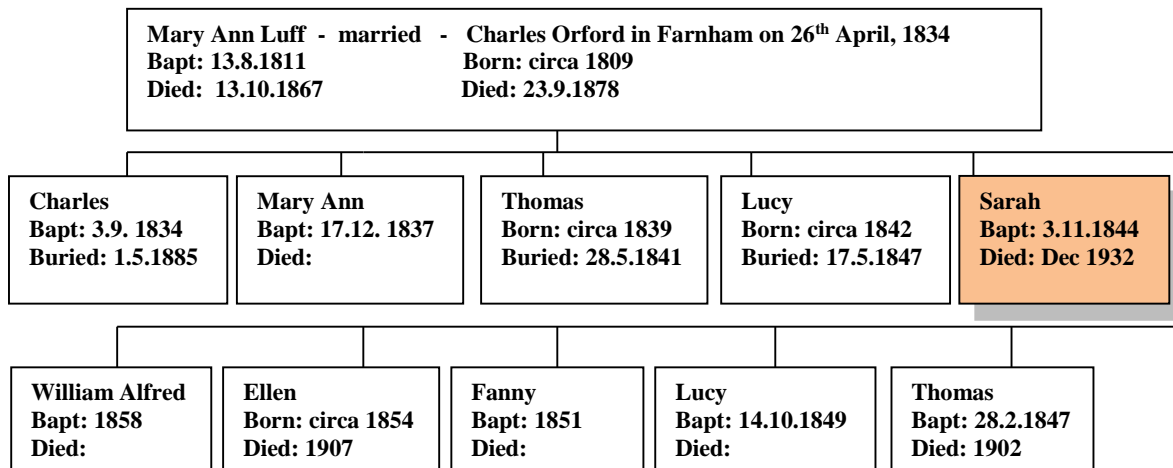 Mary Ann Luff - married - Charles Orford in Farnham on 26th April, 1834
Bapt: 13.8.1811 Born: circa 1809
Died: 13.10.1867 Died: 23.9.1878
Charles
Bapt: 3.9. 1834
Buried: 1.5.1885
Mary Ann
Bapt: 17.12. 1837
Died:
Thomas
Born: circa 1839
Buried: 28.5.1841
Lucy
Born: circa 1842
Buried: 17.5.1847
Sarah
Bapt: 3.11.1844
Died: Dec 1932
William Alfred
Bapt: 1858
Died:
Ellen
Born: circa 1854
Died: 1907
Fanny
Bapt: 1851
Died:
Lucy
Bapt: 14.10.1849
Died:
Thomas
Bapt: 28.2.1847
Died: 1902